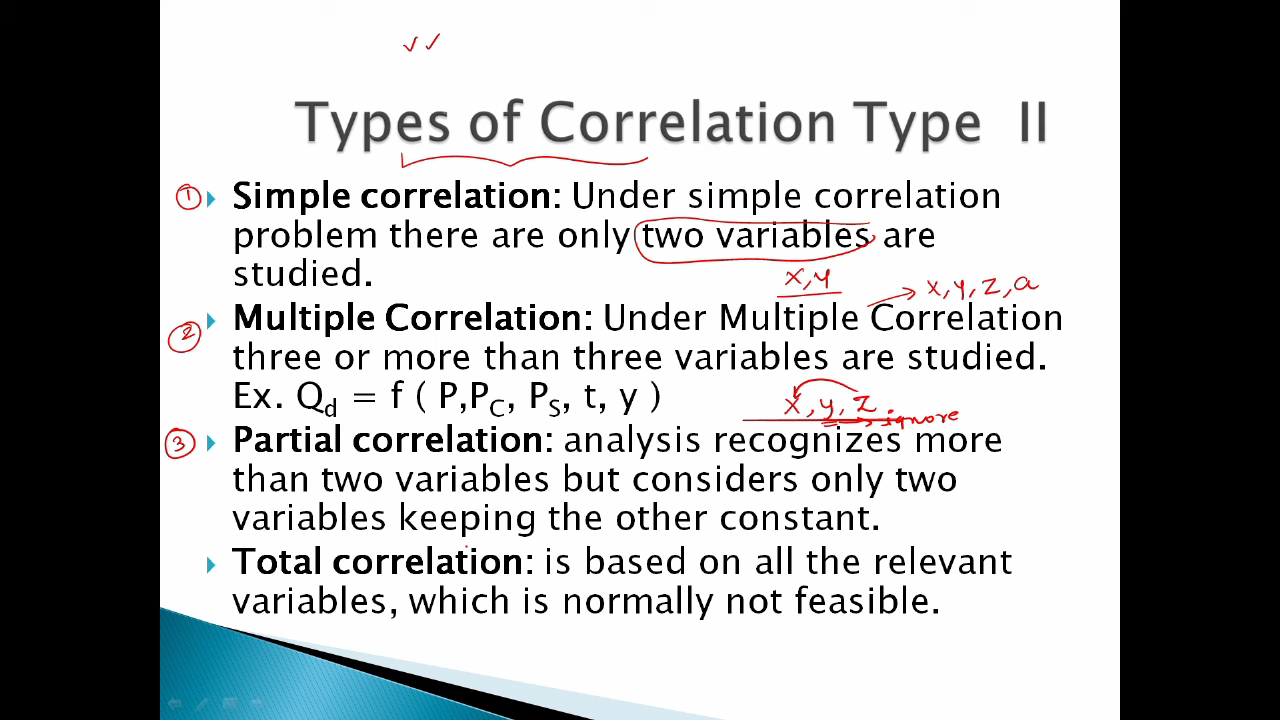 ✓✓
Types of Correlation Type II
① Simple correlation: Under simple correlation
problem there are only two variables are
studied.
x,y
x,y,z,a
② Multiple Correlation: Under Multiple Correlation
three or more than three variables are studied.
Ex. Qd = f ( P,PC, PS, t, y )
x,y,z.
ignore
③ Partial correlation: analysis recognizes more
than two variables but considers only two
variables keeping the other constant.
Total correlation: is based on all the relevant
variables, which is normally not feasible.